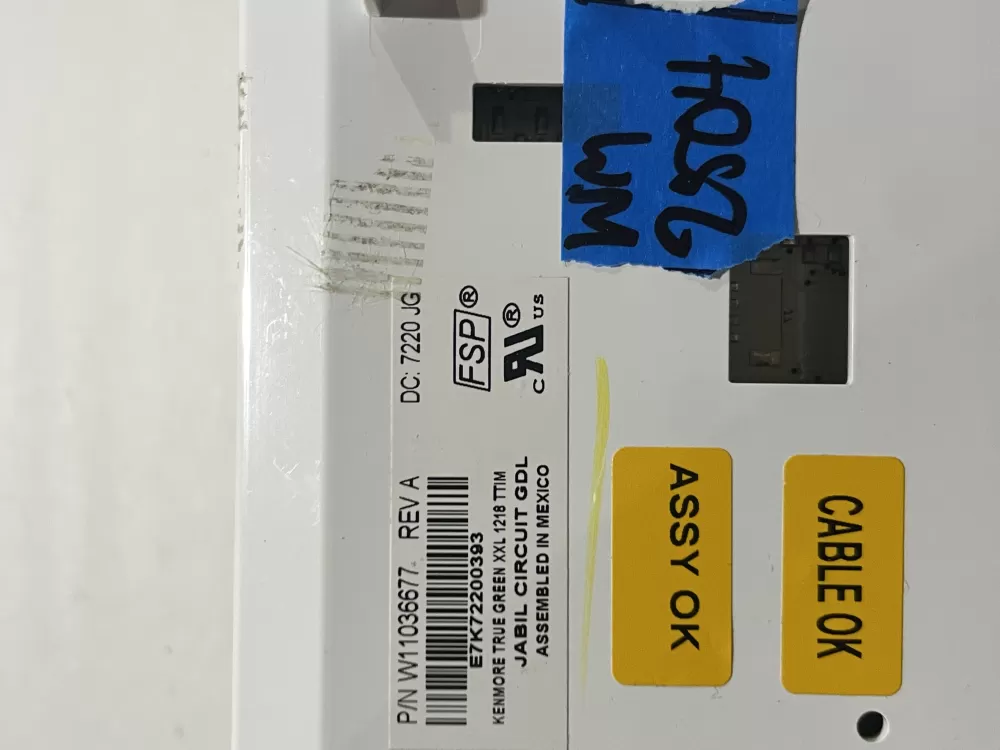 P/N W11036677 REV A DC: 7220 JG
E7K72200393
KENMORE TRUE GREEN XXL 1218 TTIM
JABIL CIRCUIT GDL
ASSEMBLED IN MEXICO
FSP®
C ® US
WM
ASSY OK
CABLE OK